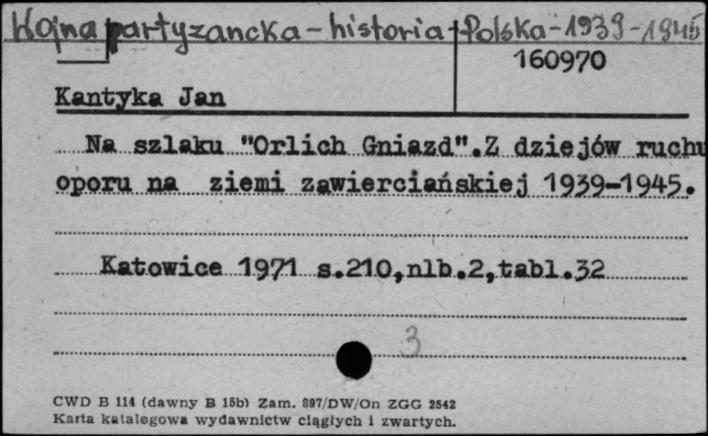 Wojna partyzancka - historia - Polska - 1939 - 1945
160970
Kantyka Jan
Na szlaku "Orlich Gniazd".Z dziejów ruchu
oporu na ziemi zawierciańskiej 1939-1945.
Katowice 1971 s.210,nlb.2,tabl.32
3
CWD B 114 (dawny B 15b) Zam. 897/DW/On ZGG 2542
Karta katalogowa wydawnictw ciągłych i zwartych.